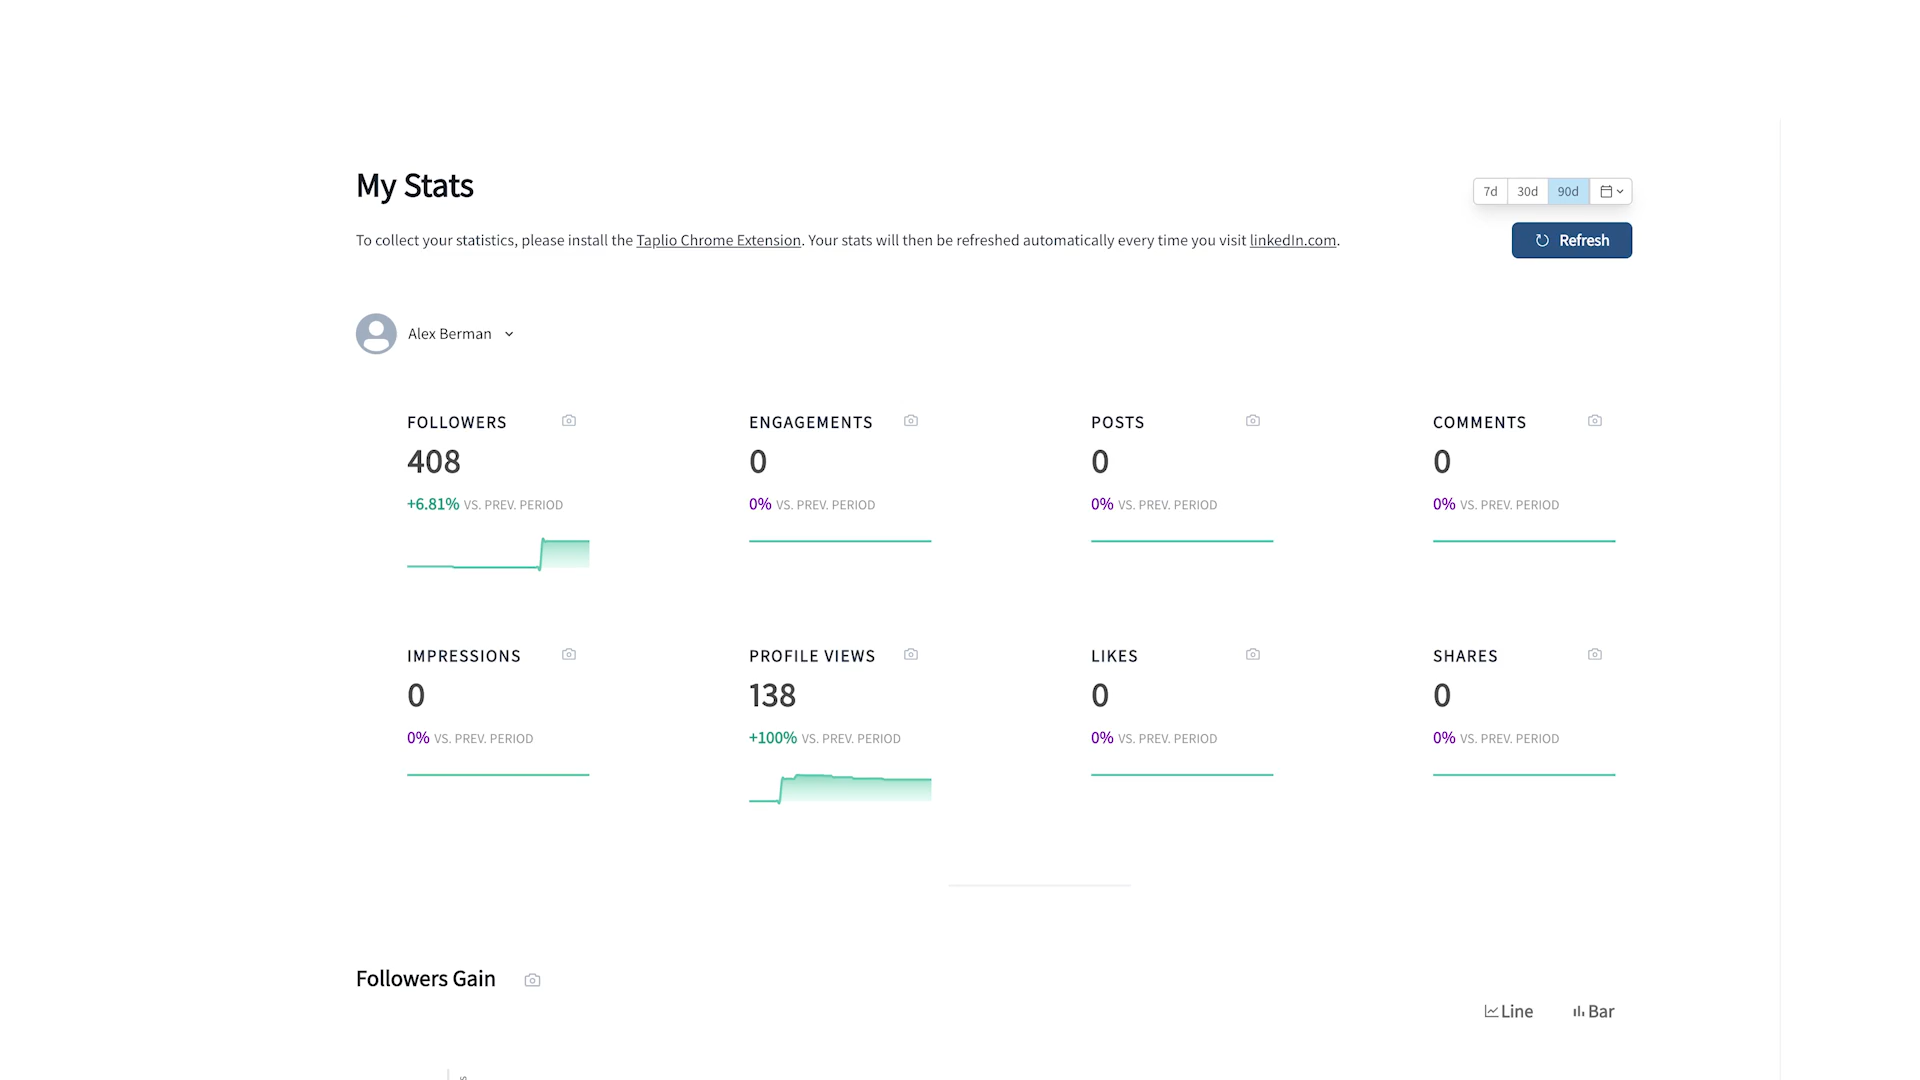 My Stats
7d 30d 90d
To collect your statistics, please install the Taplio Chrome Extension. Your stats will then be refreshed automatically every time you visit linkedIn.com.
Refresh
Alex Berman
FOLLOWERS
408
+6.81% VS. PREV. PERIOD
ENGAGEMENTS
0
0% VS. PREV. PERIOD
POSTS
0
0% VS. PREV. PERIOD
COMMENTS
0
0% VS. PREV. PERIOD
IMPRESSIONS
0
0% VS. PREV. PERIOD
PROFILE VIEWS
138
+100% VS. PREV. PERIOD
LIKES
0
0% VS. PREV. PERIOD
SHARES
0
0% VS. PREV. PERIOD
Followers Gain
Line Bar